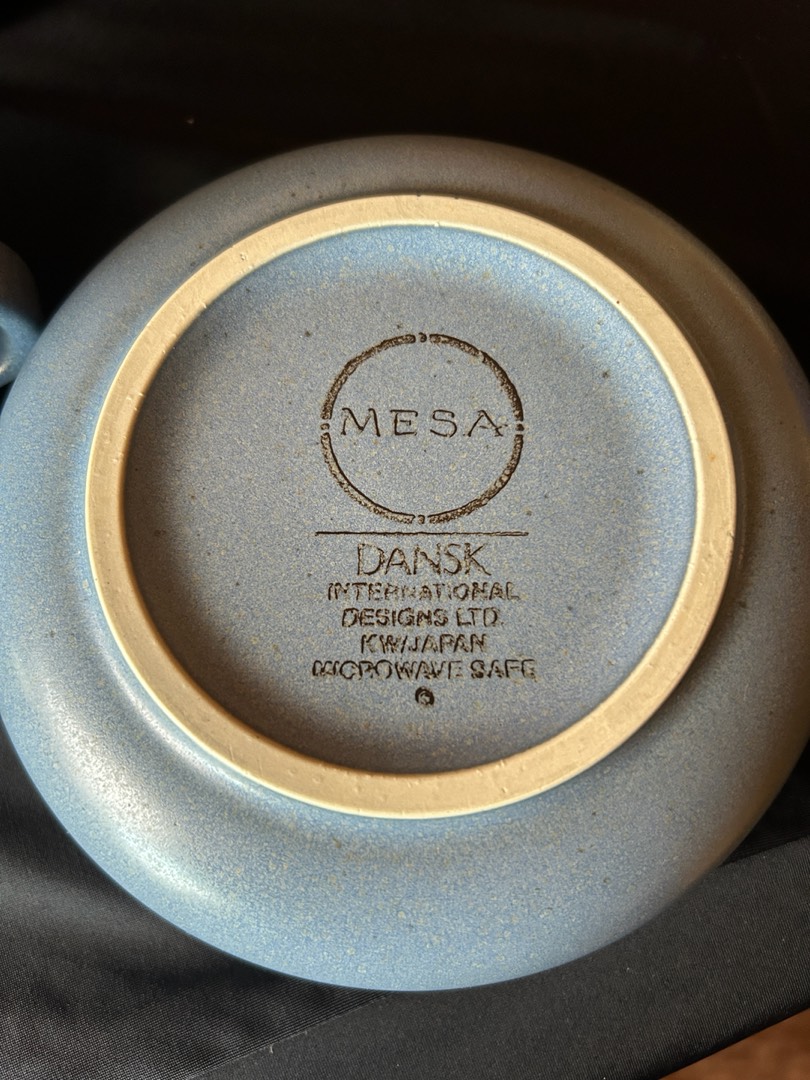 MESA
DANSK
INTERNATIONAL
DESIGNS LTD.
KW/JAPAN
MICROWAVE SAFE
©